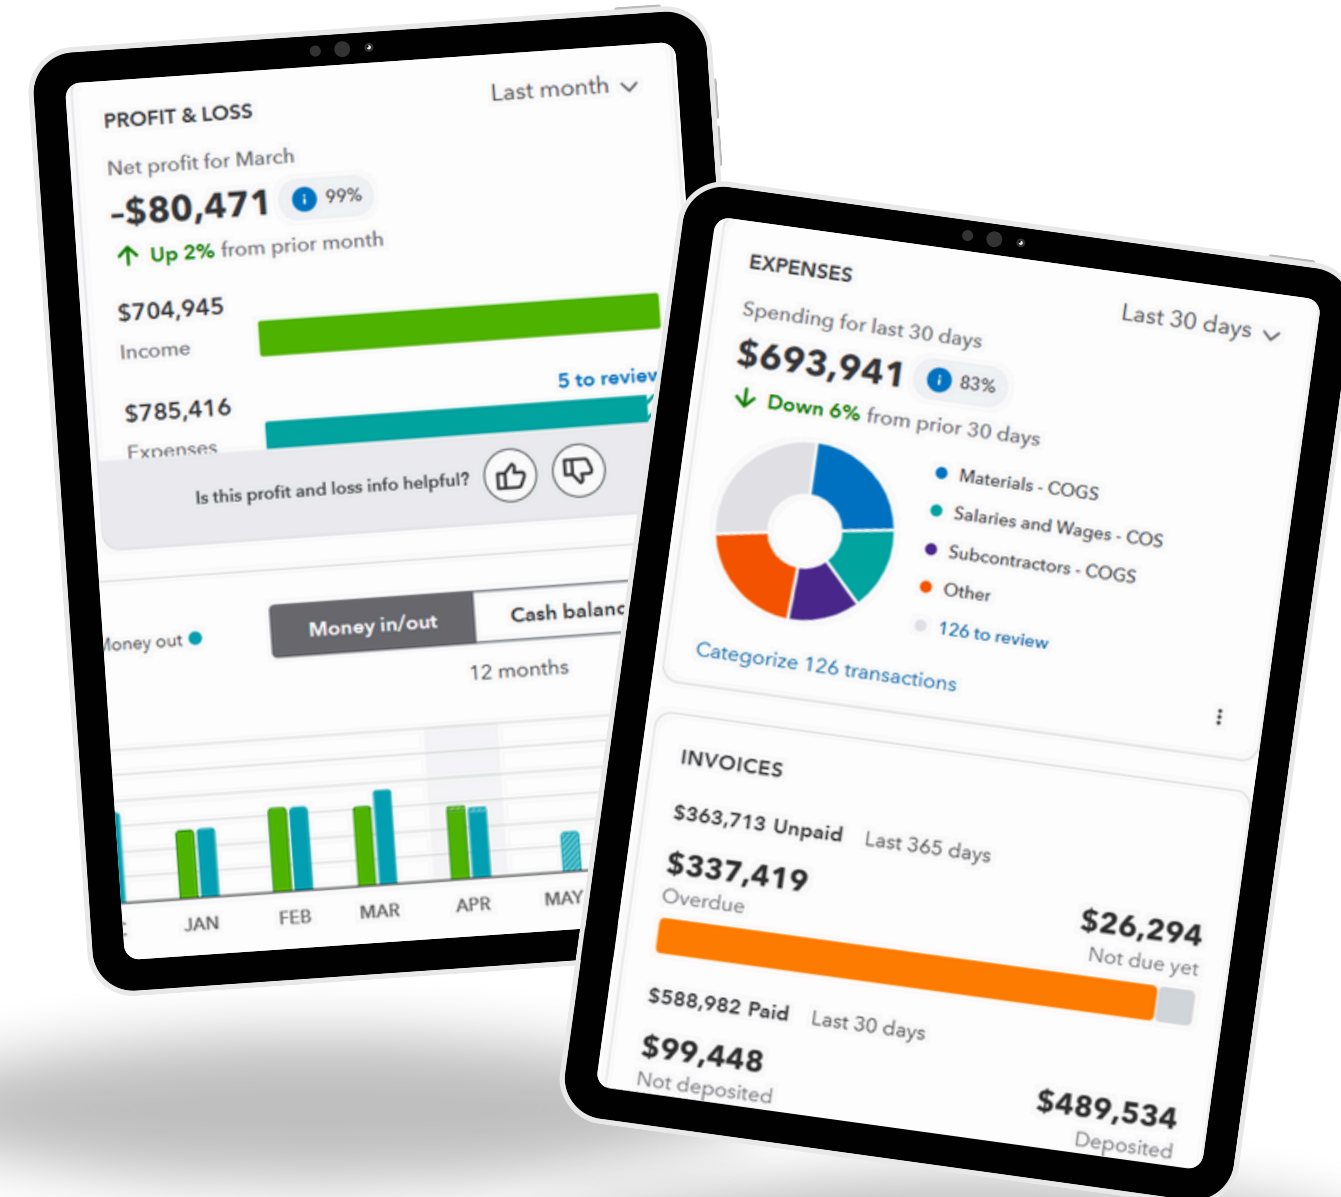 PROFIT & LOSS
Last month
Net profit for March
-$80,471
99%
Up 2% from prior month
$704,945
Income
5 to review
$785,416
Expenses
Is this profit and loss info helpful?
Money out
Money in/out
Cash balanc
12 months
JAN
FEB
MAR
APR
MAY
EXPENSES
Last 30 days
Spending for last 30 days
$693,941
83%
Down 6% from prior 30 days
Materials - COGS
Salaries and Wages - COS
Subcontractors - COGS
Other
126 to review
Categorize 126 transactions
INVOICES
$363,713 Unpaid Last 365 days
$337,419
Overdue
$26,294
Not due yet
$588,982 Paid Last 30 days
$99,448
Not deposited
$489,534
Deposited